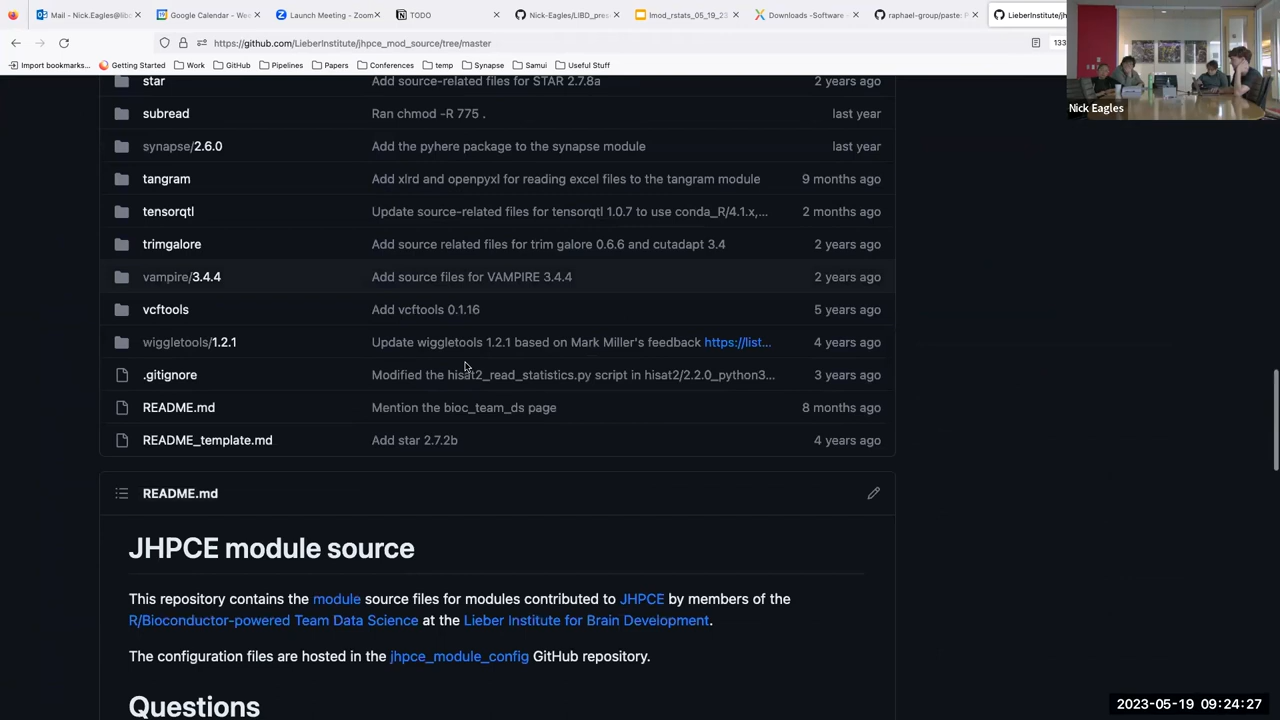 Mail - Nick.Eagles@libd
Google Calendar - Wee
Launch Meeting - Zoom
TODO
Nick-Eagles/LIBD_pres
lmod_rstats_05_19_23
Downloads -Software -
raphael-group/paste: P
LieberInstitute/jh
https://github.com/LieberInstitute/jhpce_mod_source/tree/master
133
Import bookmarks...
Getting Started
Work
GitHub
Pipelines
Papers
Conferences
temp
Synapse
Samui
Useful Stuff
Nick Eagles
star Add source-related files for STAR 2.7.8a 2 years ago
subread Ran chmod -R 775 . last year
synapse/2.6.0 Add the pyhere package to the synapse module last year
tangram Add xlrd and openpyxl for reading excel files to the tangram module 9 months ago
tensorqtl Update source-related files for tensorqtl 1.0.7 to use conda_R/4.1.x,... 2 months ago
trimgalore Add source related files for trim galore 0.6.6 and cutadapt 3.4 2 years ago
vampire/3.4.4 Add source files for VAMPIRE 3.4.4 2 years ago
vcftools Add vcftools 0.1.16 5 years ago
wiggletools/1.2.1 Update wiggletools 1.2.1 based on Mark Miller's feedback https://list... 4 years ago
.gitignore Modified the hisat2_read_statistics.py script in hisat2/2.2.0_python3... 3 years ago
README.md Mention the bioc_team_ds page 8 months ago
README_template.md Add star 2.7.2b 4 years ago
README.md
JHPCE module source
This repository contains the module source files for modules contributed to JHPCE by members of the
R/Bioconductor-powered Team Data Science at the Lieber Institute for Brain Development.
The configuration files are hosted in the jhpce_module_config GitHub repository.
Questions
2023-05-19 09:24:27